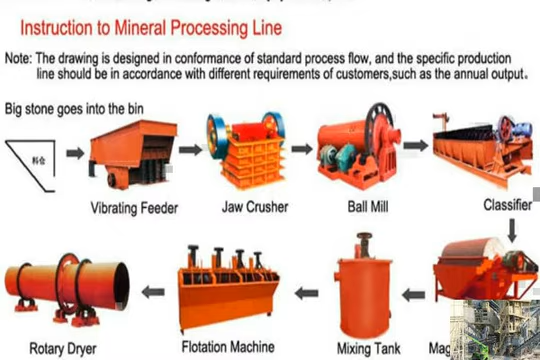 Instruction to Mineral Processing Line
Note: The drawing is designed in conformance of standard process flow, and the specific production
line should be in accordance with different requirements of customers,such as the annual output.
Big stone goes into the bin
料仓
Vibrating Feeder
Jaw Crusher
Ball Mill
Classifier
Rotary Dryer
Flotation Machine
Mixing Tank